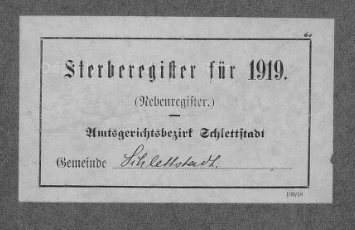 Sterberegister für 1919.
(Nebenregister.)
Amtsgerichtsbezirk Schlettstadt
Gemeinde Schlettstadt.